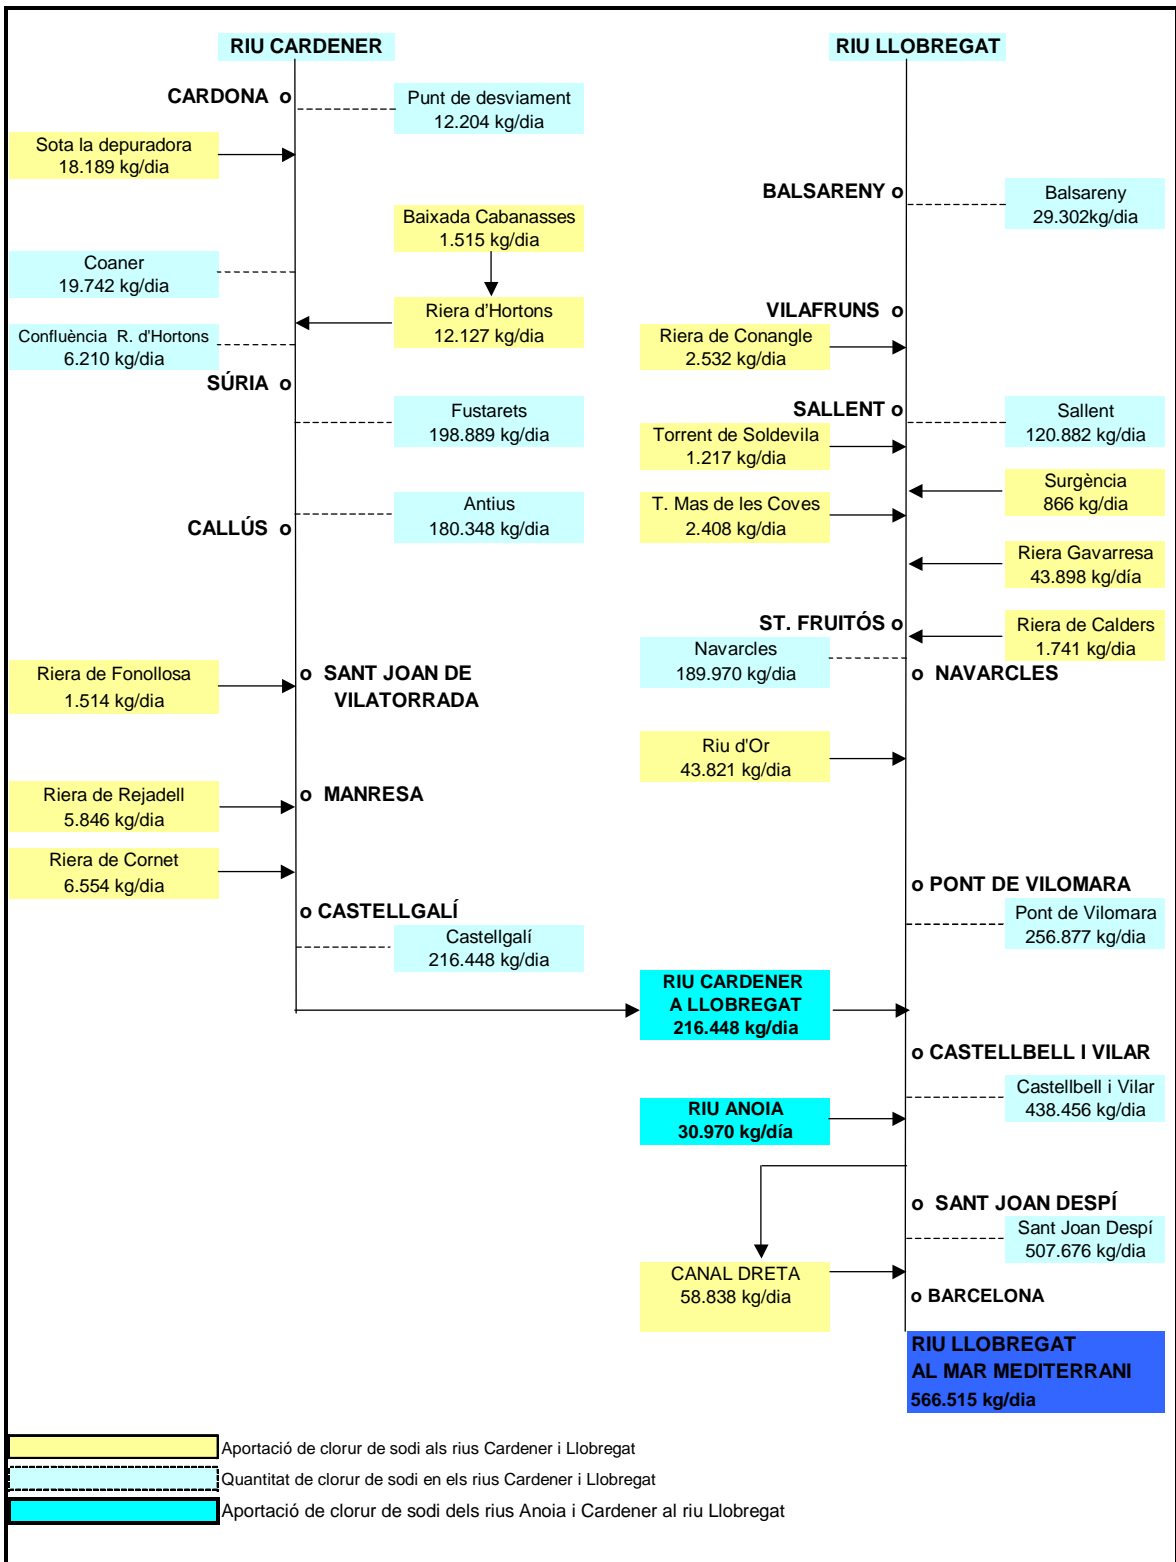 RIU CARDENER
CARDONA o
Punt de desviament
12.204 kg/dia
Sota la depuradora
18.189 kg/dia
Baixada Cabanasses
1.515 kg/dia
Coaner
19.742 kg/dia
Riera d'Hortons
12.127 kg/dia
Confluència R. d'Hortons
6.210 kg/dia
SÚRIA o
Fustarets
198.889 kg/dia
Antius
180.348 kg/dia
CALLÚS o
Riera de Fonollosa
1.514 kg/dia
o SANT JOAN DE
VILATORRADA
Riera de Rejadell
5.846 kg/dia
o MANRESA
Riera de Cornet
6.554 kg/dia
o CASTELLGALÍ
Castellgalí
216.448 kg/dia
RIU LLOBREGAT
BALSARENY o
Balsareny
29.302kg/dia
VILAFRUNS o
Riera de Conangle
2.532 kg/dia
SALLENT o
Sallent
120.882 kg/dia
Torrent de Soldevila
1.217 kg/dia
Surgència
866 kg/dia
T. Mas de les Coves
2.408 kg/dia
Riera Gavarresa
43.898 kg/día
ST. FRUITÓS o
Riera de Calders
1.741 kg/dia
Navarcles
189.970 kg/dia
o NAVARCLES
Riu d'Or
43.821 kg/dia
o PONT DE VILOMARA
Pont de Vilomara
256.877 kg/dia
RIU CARDENER
A LLOBREGAT
216.448 kg/dia
o CASTELLBELL I VILAR
Castellbell i Vilar
438.456 kg/dia
RIU ANOIA
30.970 kg/día
o SANT JOAN DESPÍ
Sant Joan Despí
507.676 kg/dia
CANAL DRETA
58.838 kg/dia
o BARCELONA
RIU LLOBREGAT
AL MAR MEDITERRANI
566.515 kg/dia
Aportació de clorur de sodi als rius Cardener i Llobregat
Quantitat de clorur de sodi en els rius Cardener i Llobregat
Aportació de clorur de sodi dels rius Anoia i Cardener al riu Llobregat